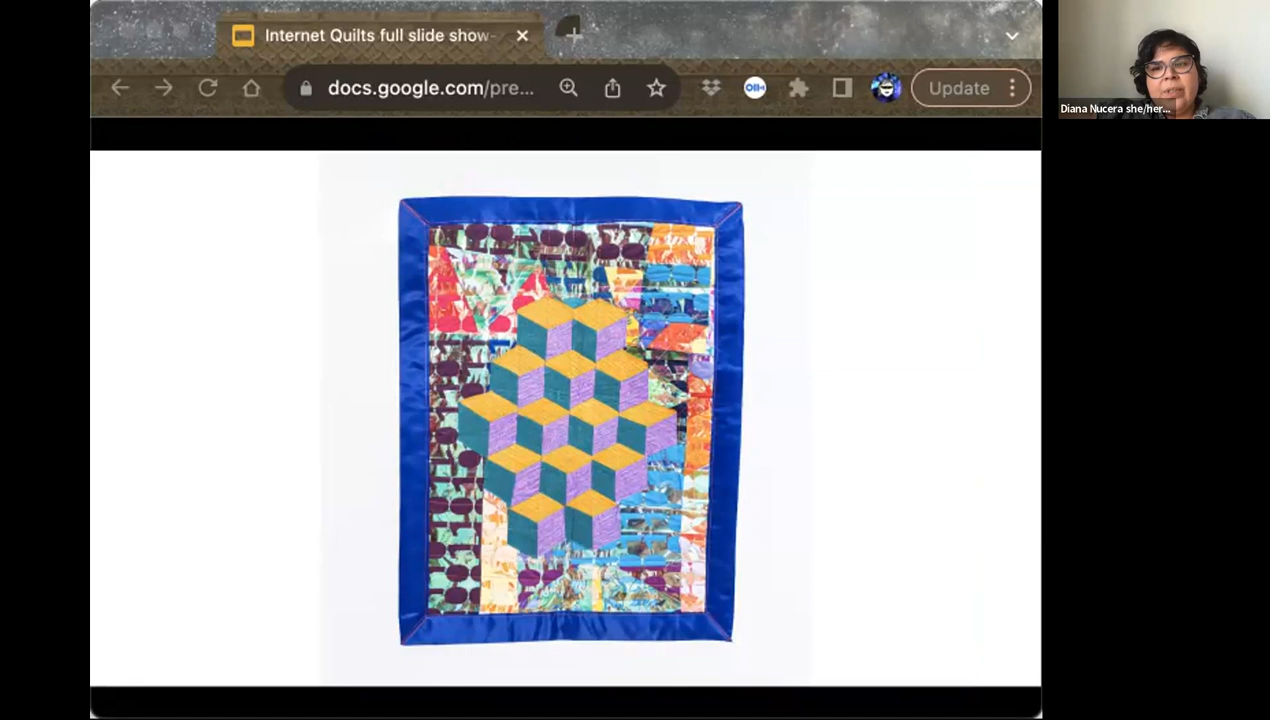 Internet Quilts full slide show-
docs.google.com/pre...
Update
Diana Nucera she/her...